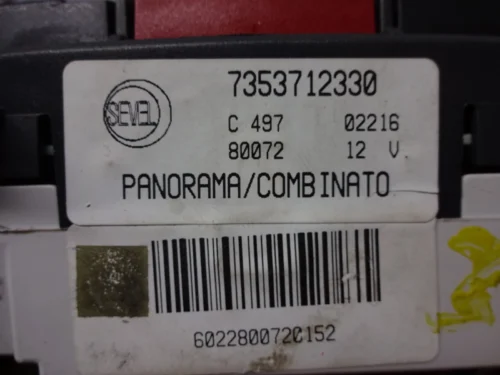 SEVEL
7353712330
C 497 02216
80072 12 V.
PANORAMA/COMBINATO
6022800720152